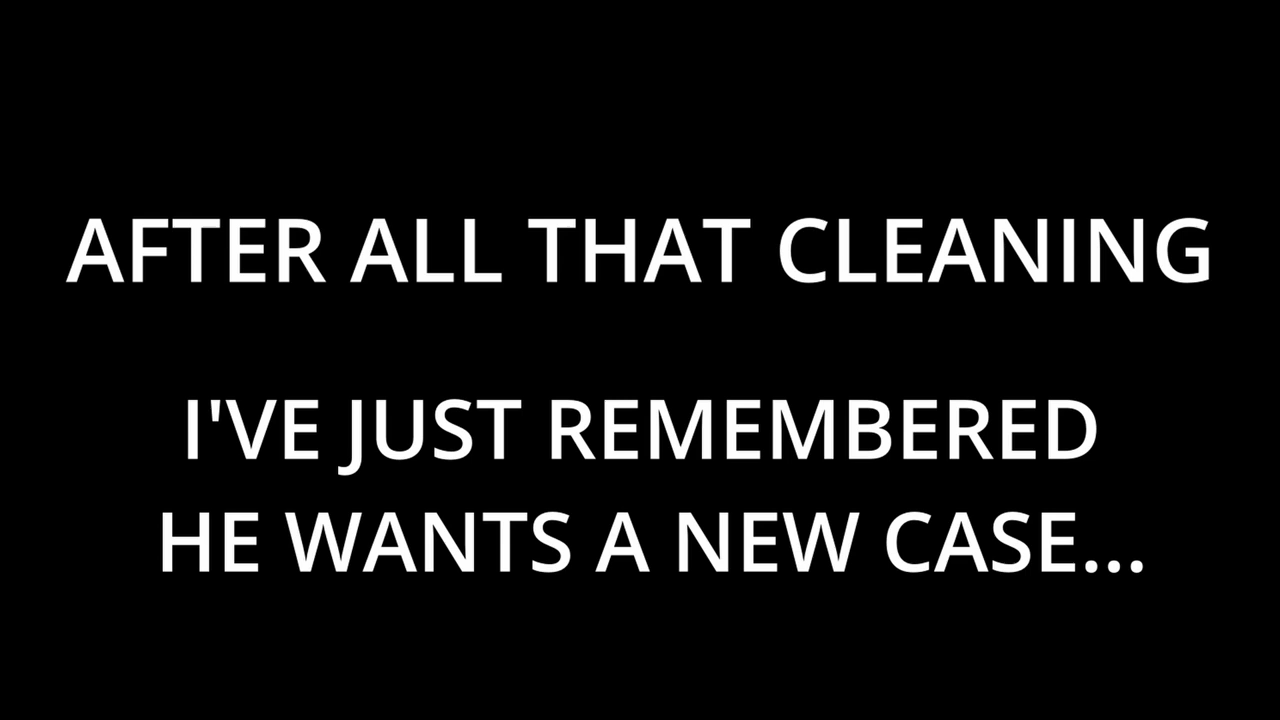 AFTER ALL THAT CLEANING
I'VE JUST REMEMBERED
HE WANTS A NEW CASE...